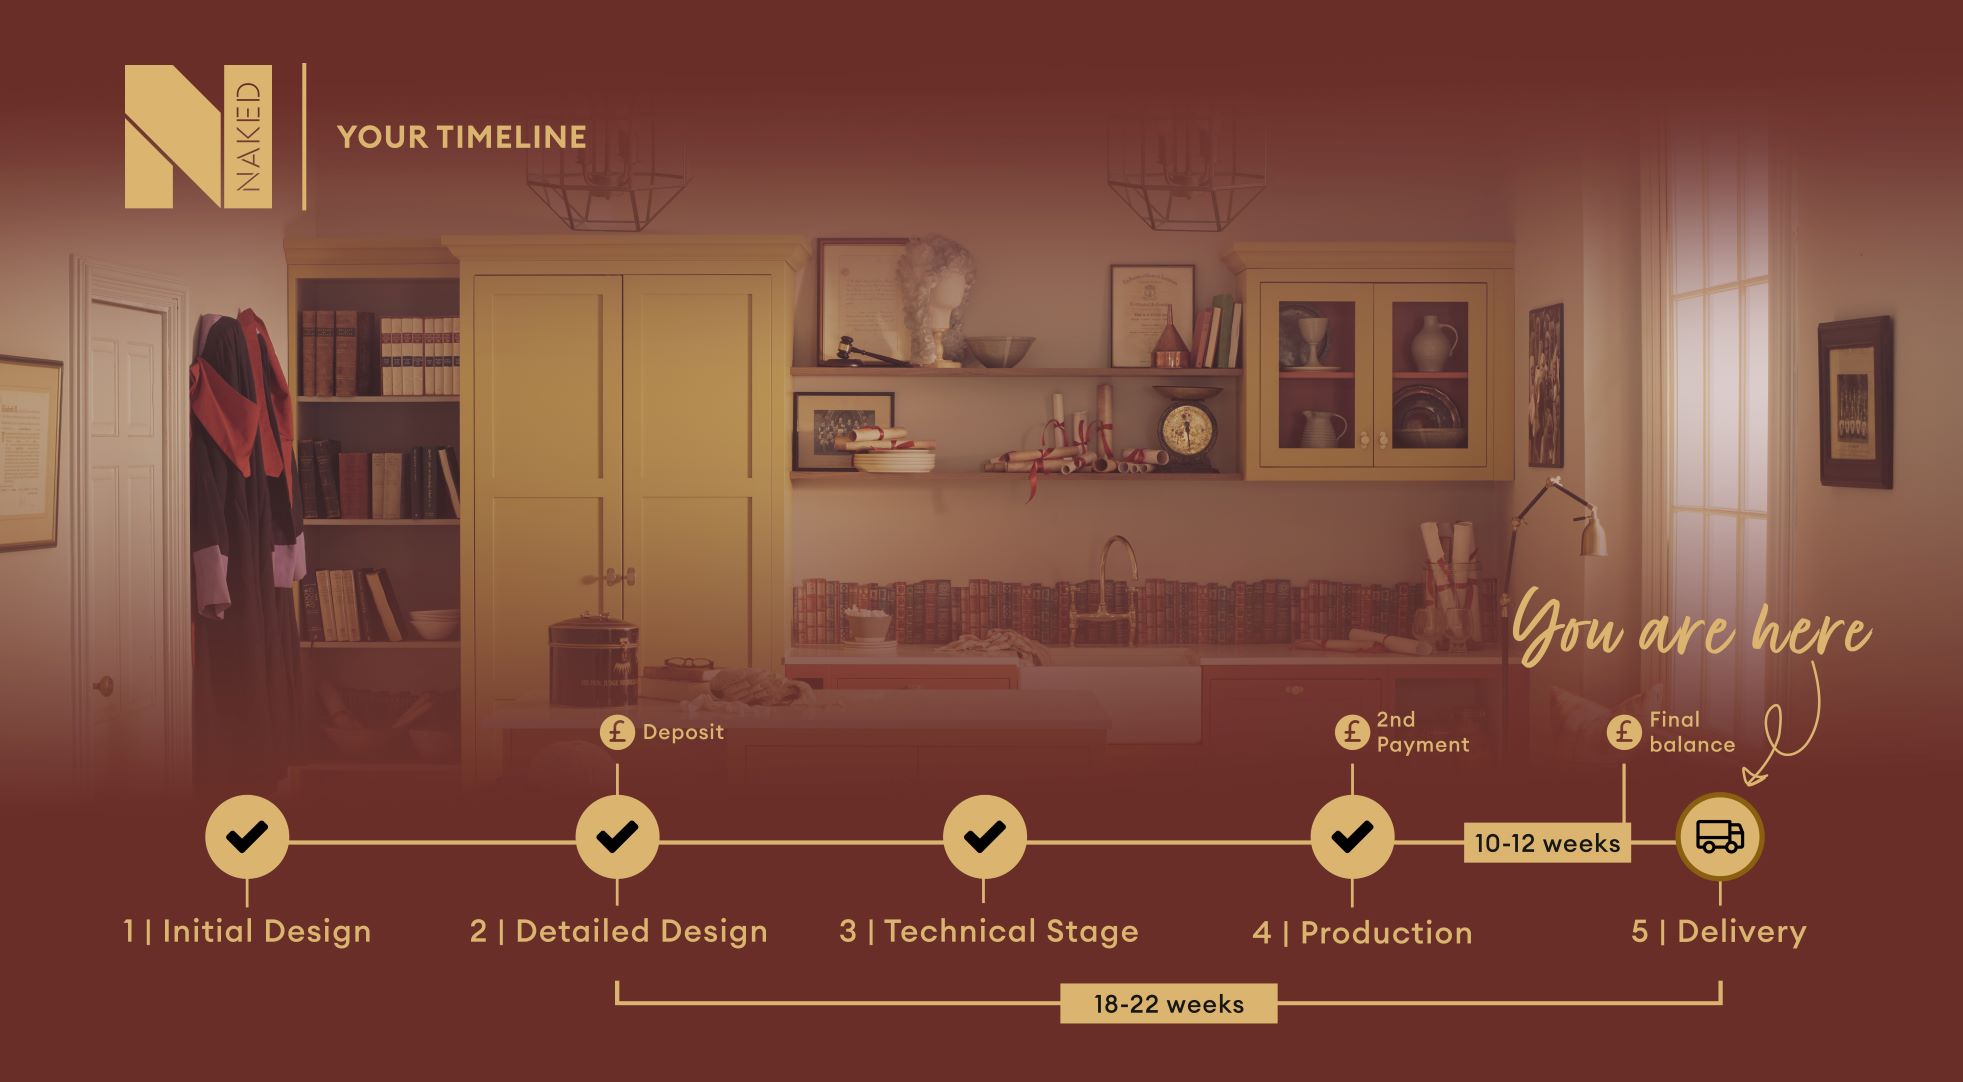 NAKED
YOUR TIMELINE
You are here
£ Deposit
£ 2nd
Payment
£ Final
balance
10-12 weeks
1 | Initial Design
2 | Detailed Design
3 | Technical Stage
4 | Production
5 | Delivery
18-22 weeks